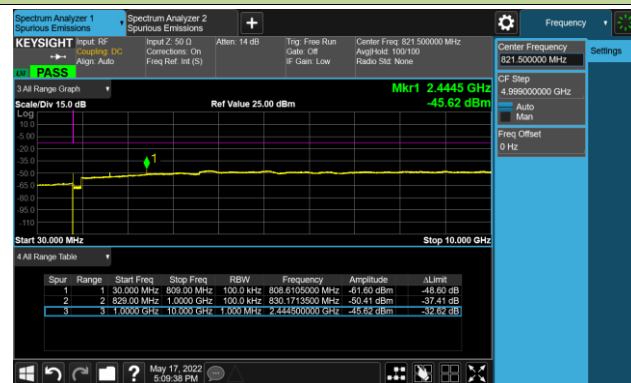 Spectrum Analyzer 1
Spurious Emissions
Spectrum Analyzer 2
Spurious Emissions
Frequency
KEYSIGHT
Input: RF
Coupling: DC
Align: Auto
Input Z: 50 Ω
Corrections: On
Freq Ref: Int (S)
Atten: 14 dB
Trig: Free Run
Gate: Off
IF Gain: Low
Center Freq: 821.500000 MHz
Avg|Hold: 100/100
Radio Std: None
PASS
Center Frequency
821.500000 MHz
Settings
CF Step
4.999000000 GHz
Auto
Man
Freq Offset
0 Hz
3 All Range Graph
Mkr1 2.4445 GHz
-45.62 dBm
Scale/Div 15.0 dB
Ref Value 25.00 dBm
Log
10.0
-5.00
-20.0
-35.0
-50.0
-65.0
-80.0
-95.0
-110
1
Start 30.000 MHz
Stop 10.000 GHz
4 All Range Table
Spur Range Start Freq Stop Freq RBW Frequency Amplitude ΔLimit
1 1 30.000 MHz 809.00 MHz 100.0 kHz 808.6105000 MHz -61.60 dBm -48.60 dB
2 2 829.00 MHz 1.0000 GHz 100.0 kHz 830.1713500 MHz -50.41 dBm -37.41 dB
3 3 1.0000 GHz 10.000 GHz 1.000 MHz 2.444500000 GHz -45.62 dBm -32.62 dB
May 17, 2022
5:09:38 PM